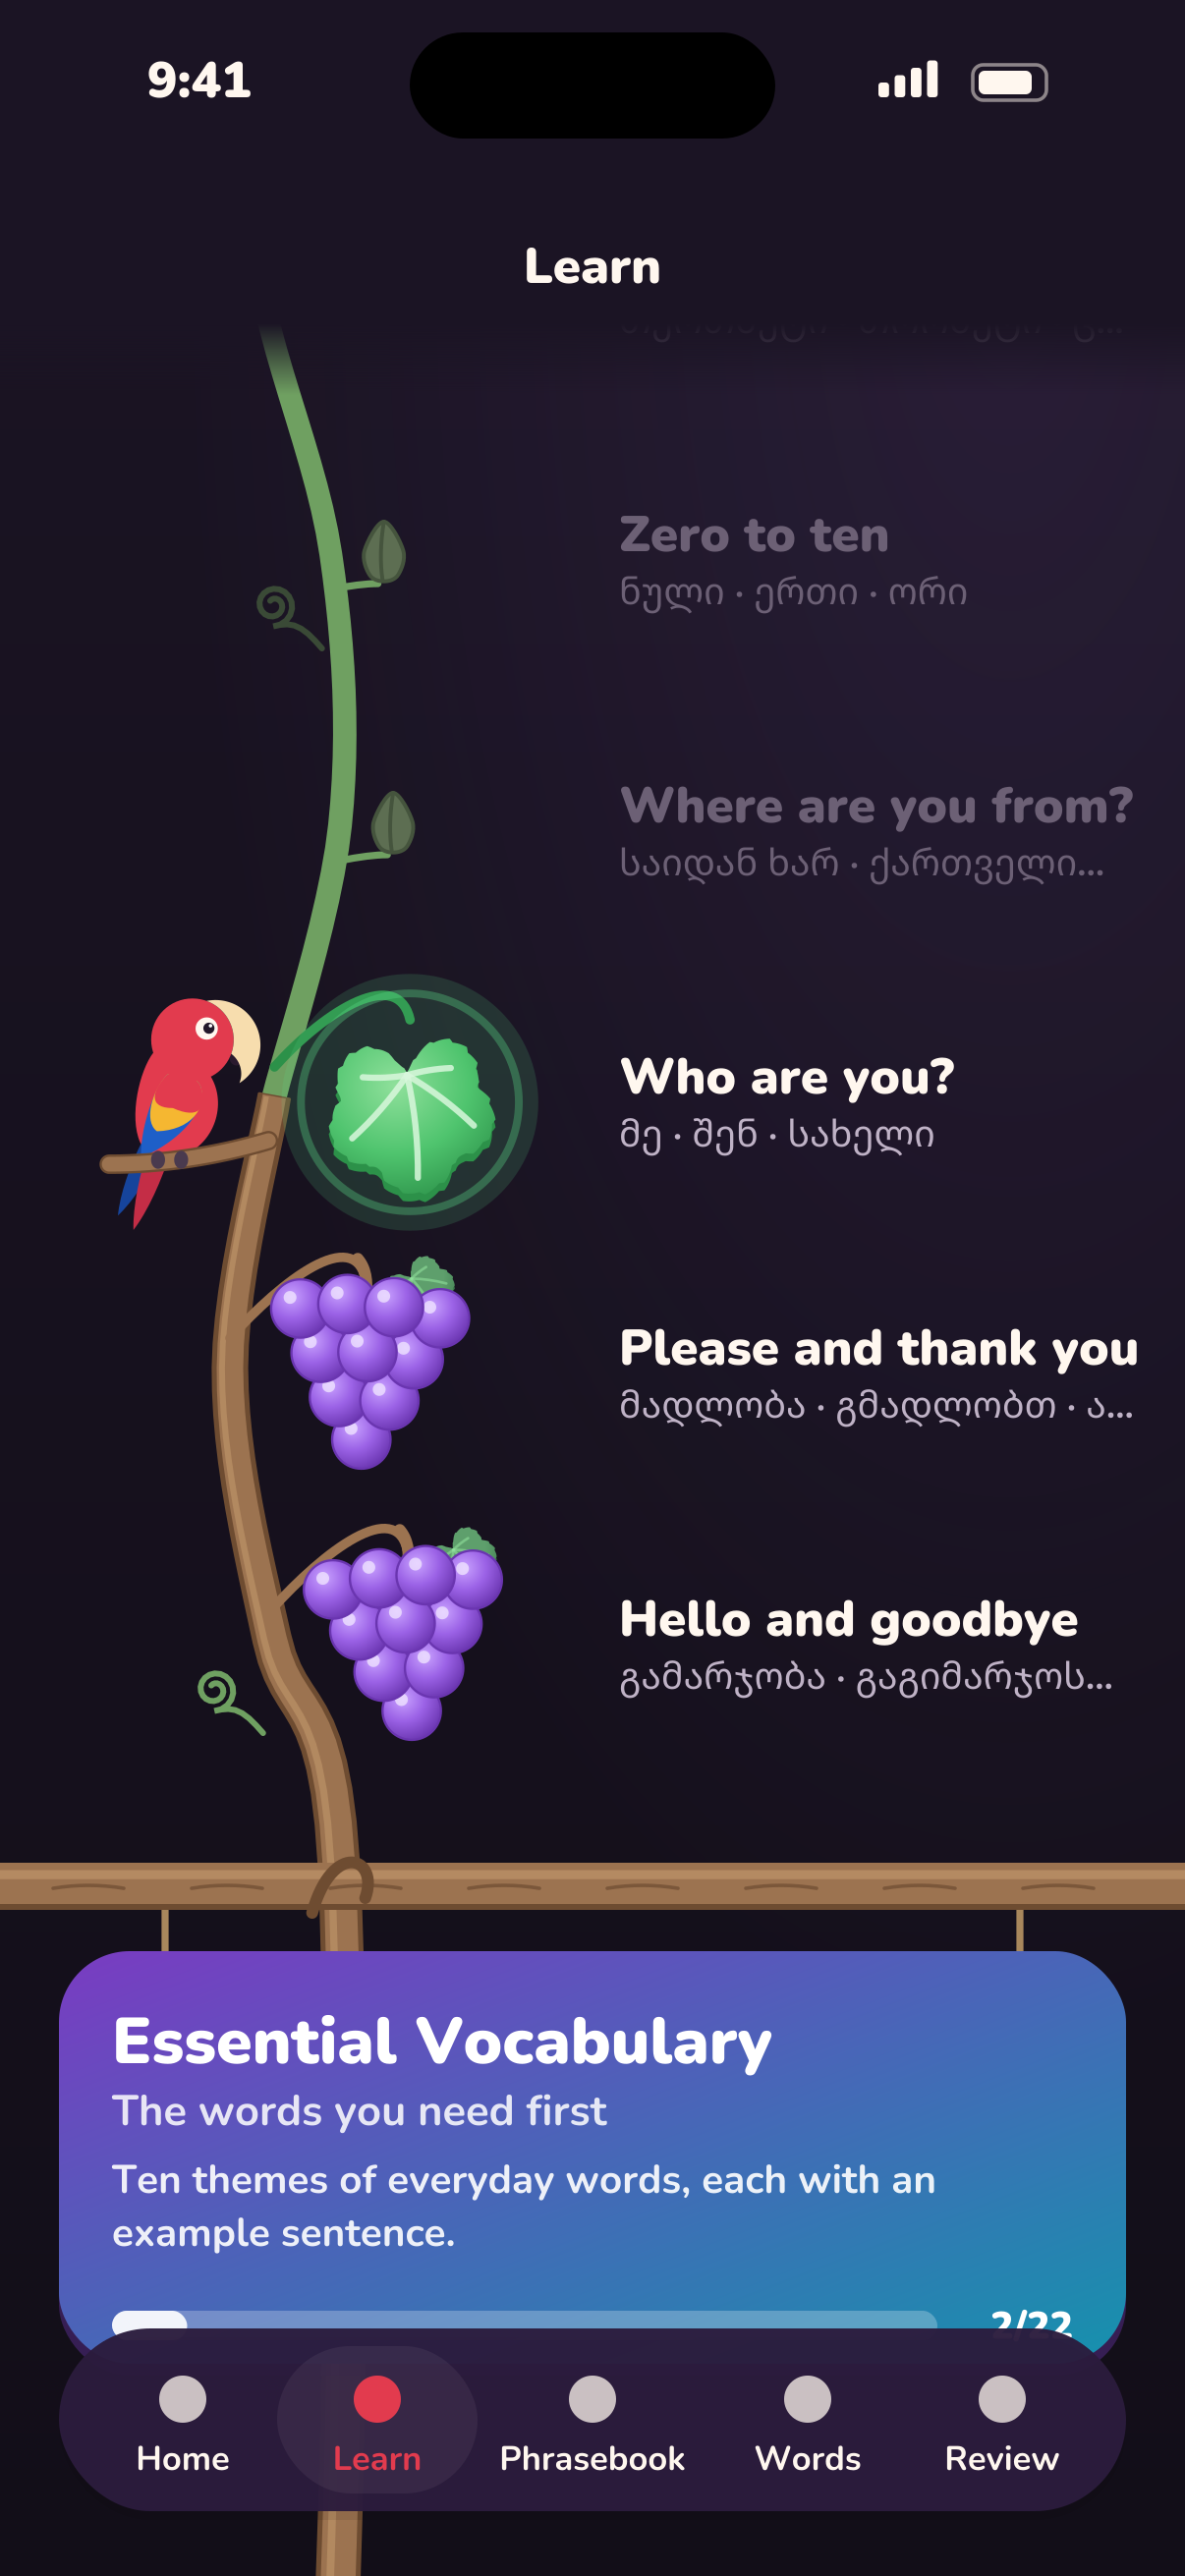 9:41
Learn
Zero to ten
ნული · ერთი · ორი
Where are you from?
საიდან ხარ · ქართველი...
Who are you?
მე · შენ · სახელი
Please and thank you
მადლობა · გმადლობთ · ა...
Hello and goodbye
გამარჯობა · გაგიმარჯოს...
Essential Vocabulary
The words you need first
Ten themes of everyday words, each with an
example sentence.
2/22
Home
Learn
Phrasebook
Words
Review